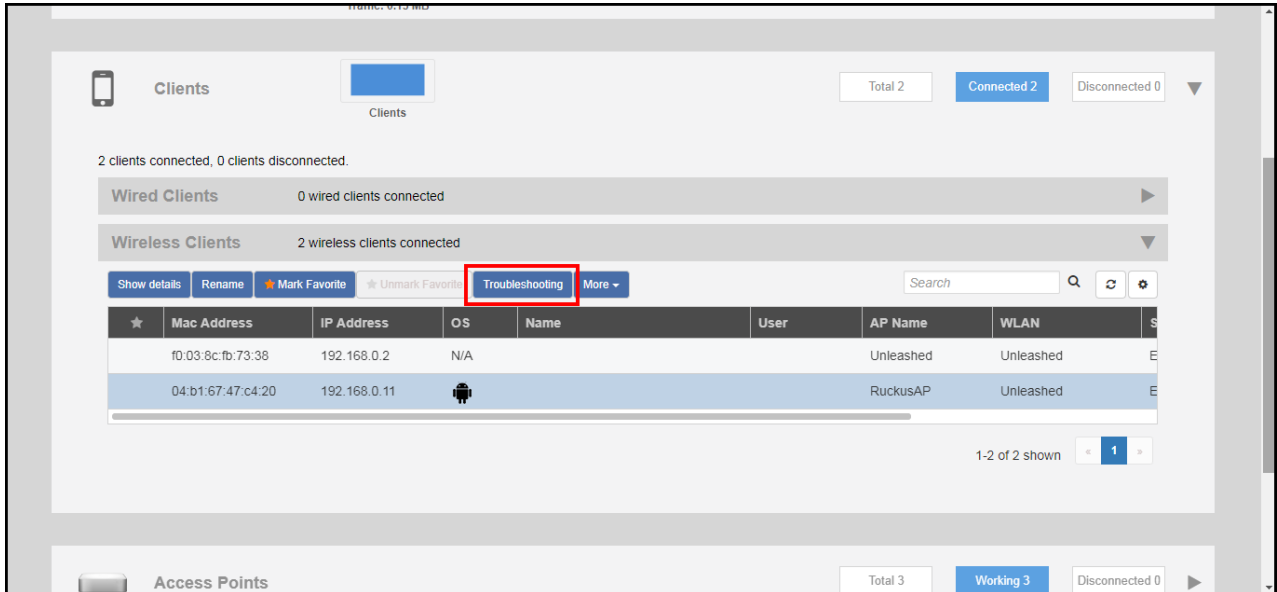 Traffic: 0.15 MB
Clients
Clients
Total 2
Connected 2
Disconnected 0
2 clients connected, 0 clients disconnected.
Wired Clients 0 wired clients connected
Wireless Clients 2 wireless clients connected
Show details Rename Mark Favorite Unmark Favorite Troubleshooting More Search
Mac Address IP Address OS Name User AP Name WLAN S
f0:03:8c:fb:73:38 192.168.0.2 N/A Unleashed Unleashed E
04:b1:67:47:c4:20 192.168.0.11 RuckusAP Unleashed E
1-2 of 2 shown « 1 »
Access Points Total 3 Working 3 Disconnected 0